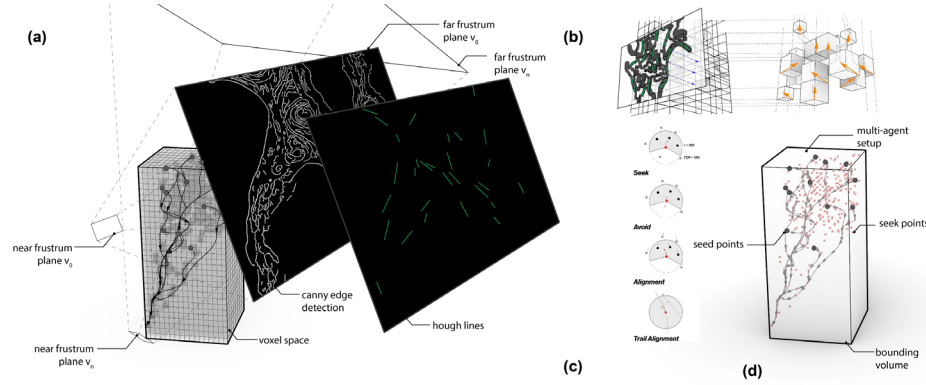 (a)
far frustrum
plane v₀
far frustrum
plane vₙ
near frustrum
plane v₀
near frustrum
plane vₙ
canny edge
detection
voxel space
hough lines
(b)
Seek
Avoid
Alignment
Trail Alignment
(c)
multi-agent
setup
seed points
seek points
bounding
volume
(d)